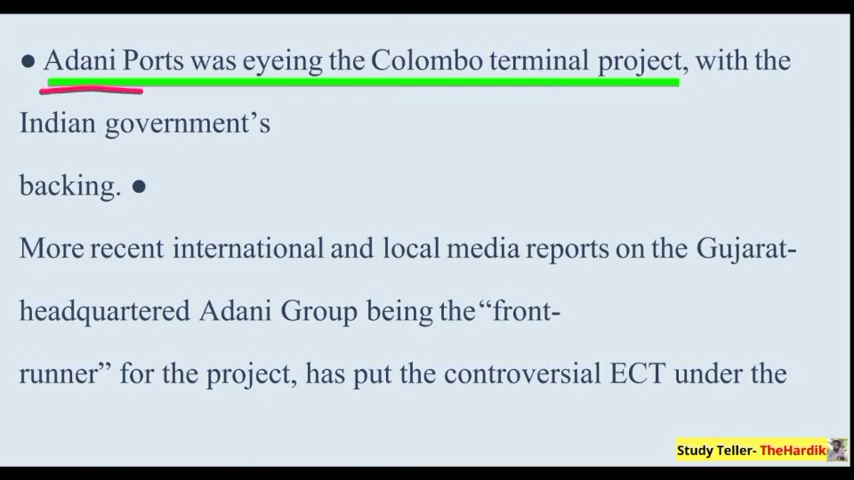 ● Adani Ports was eyeing the Colombo terminal project, with the
Indian government’s
backing. ●
More recent international and local media reports on the Gujarat-
headquartered Adani Group being the “front-
runner” for the project, has put the controversial ECT under the
Study Teller- TheHardik